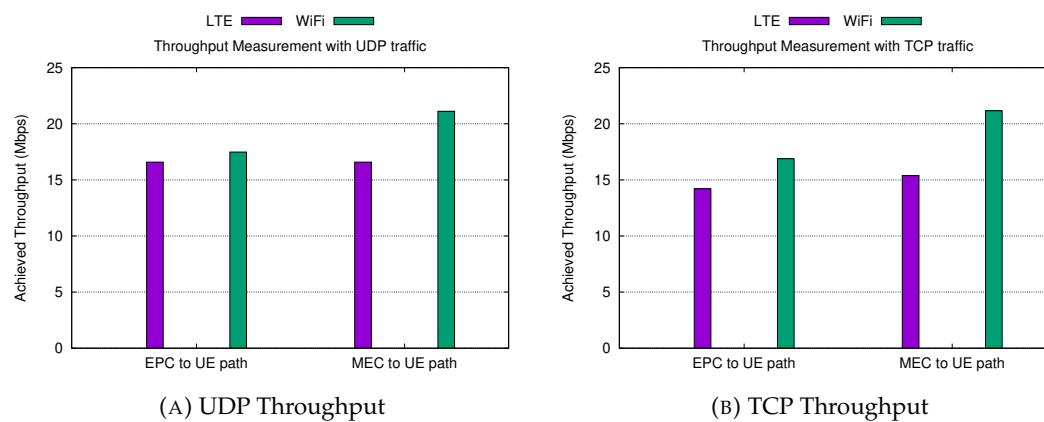 LTE WiFi
Throughput Measurement with UDP traffic
25
20
15
10
5
0
Achieved Throughput (Mbps)
EPC to UE path MEC to UE path
(A) UDP Throughput
LTE WiFi
Throughput Measurement with TCP traffic
25
20
15
10
5
0
Achieved Throughput (Mbps)
EPC to UE path MEC to UE path
(B) TCP Throughput